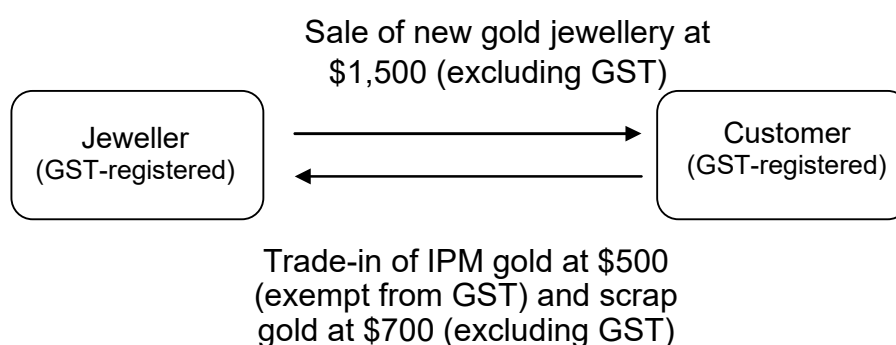 Sale of new gold jewellery at
$1,500 (excluding GST)
Jeweller
(GST-registered)
Customer
(GST-registered)
Trade-in of IPM gold at $500
(exempt from GST) and scrap
gold at $700 (excluding GST)